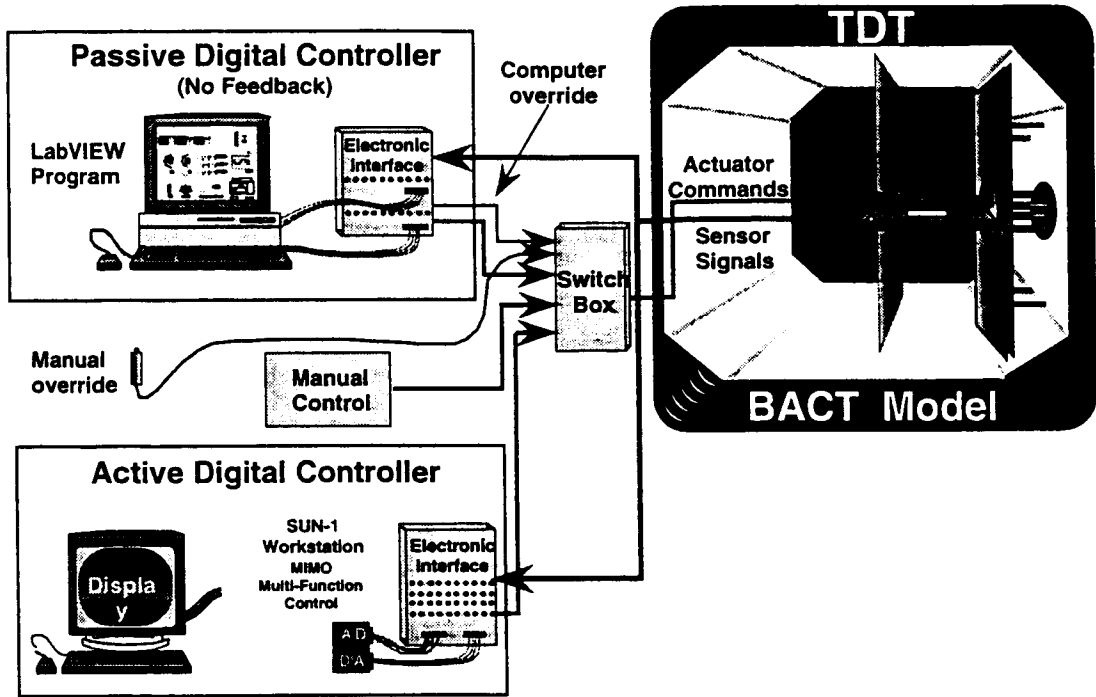 TDT
Passive Digital Controller
(No Feedback)
Computer
override
LabVIEW
Program
Electronic
Interface
Actuator
Commands
Sensor
Signals
Switch
Box
Manual
override
Manual
Control
BACT Model
Active Digital Controller
SUN-1
Workstation
MIMO
Multi-Function
Control
Electronic
Interface
Displa
y
A/D
D/A